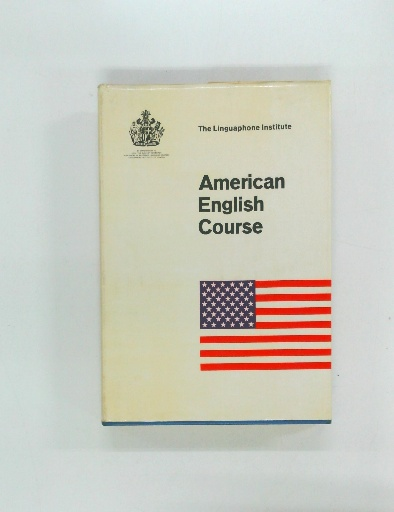 The Linguaphone Institute
American
English
Course